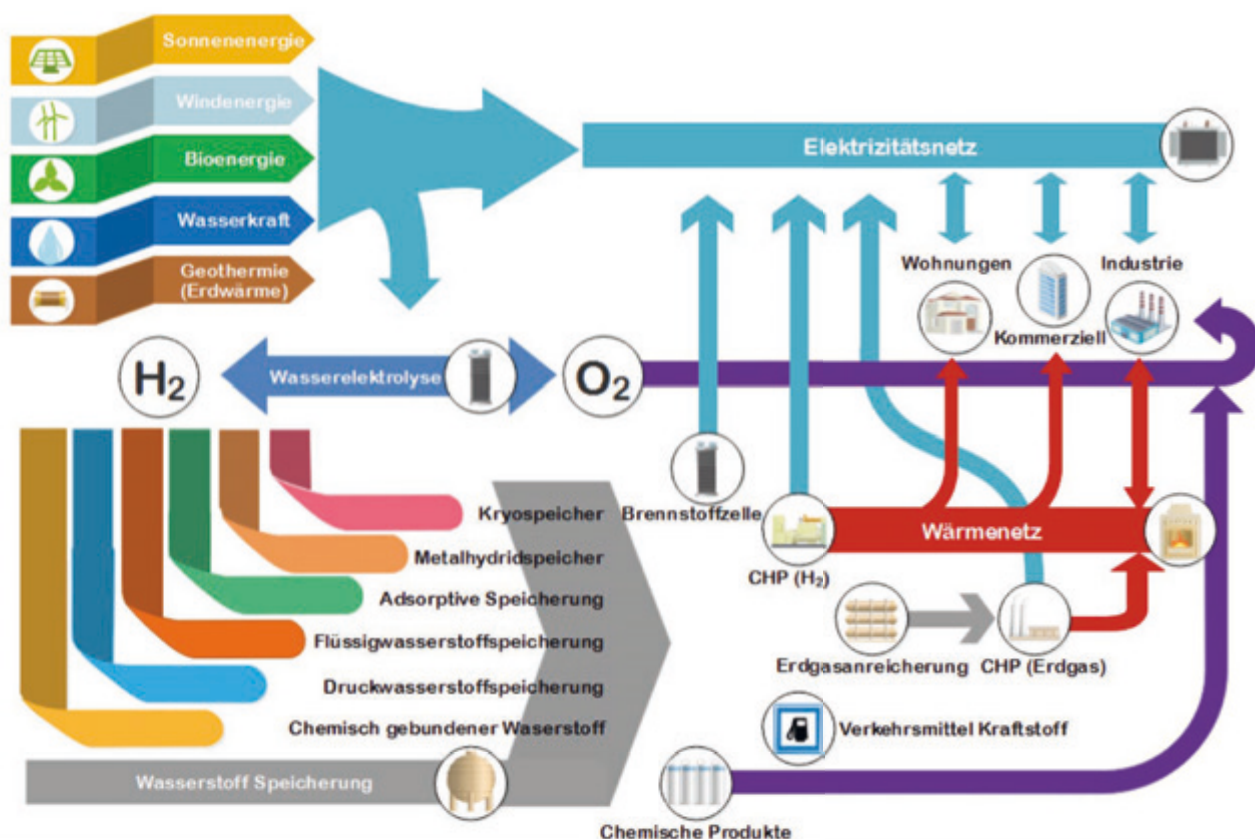 Sonnenenergie
Windenergie
Bioenergie
Wasserkraft
Geothermie
(Erdwärme)
Elektrizitätsnetz
Wohnungen
Industrie
Kommerziell
H₂
Wasserelektrolyse
O₂
Kryospeicher
Metalhydridspeicher
Adsorptive Speicherung
Flüssigwasserstoffspeicherung
Druckwasserstoffspeicherung
Chemisch gebundener Waserstoff
Wasserstoff Speicherung
Brennstoffzelle
CHP (H₂)
Wärmenetz
Erdgasanreicherung
CHP (Erdgas)
Verkehrsmittel Kraftstoff
Chemische Produkte